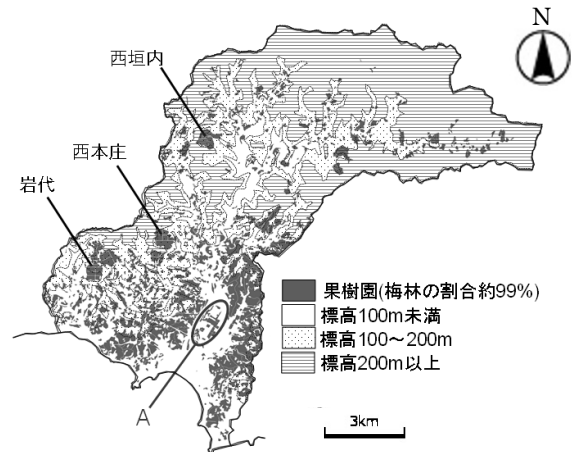 N
西垣内
西本庄
岩代
果樹園(梅林の割合約99%)
標高100m未満
標高100～200m
標高200m以上
A
3km